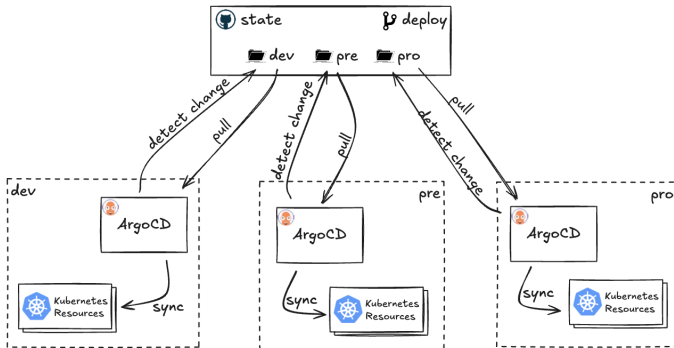 state deploy
dev pre pro
detect change
pull
detect change
pull
detect change
pull
dev
ArgoCD
sync
Kubernetes
Resources
pre
ArgoCD
sync
Kubernetes
Resources
pro
ArgoCD
sync
Kubernetes
Resources